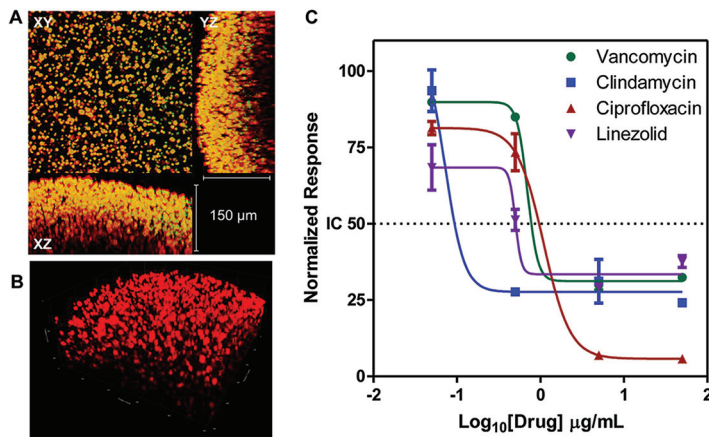 A
XY
YZ
150 µm
XZ
B
C
Vancomycin
Clindamycin
Ciprofloxacin
Linezolid
Normalized Response
100
75
IC 50
25
0
-2
-1
0
1
2
Log10[Drug] µg/mL